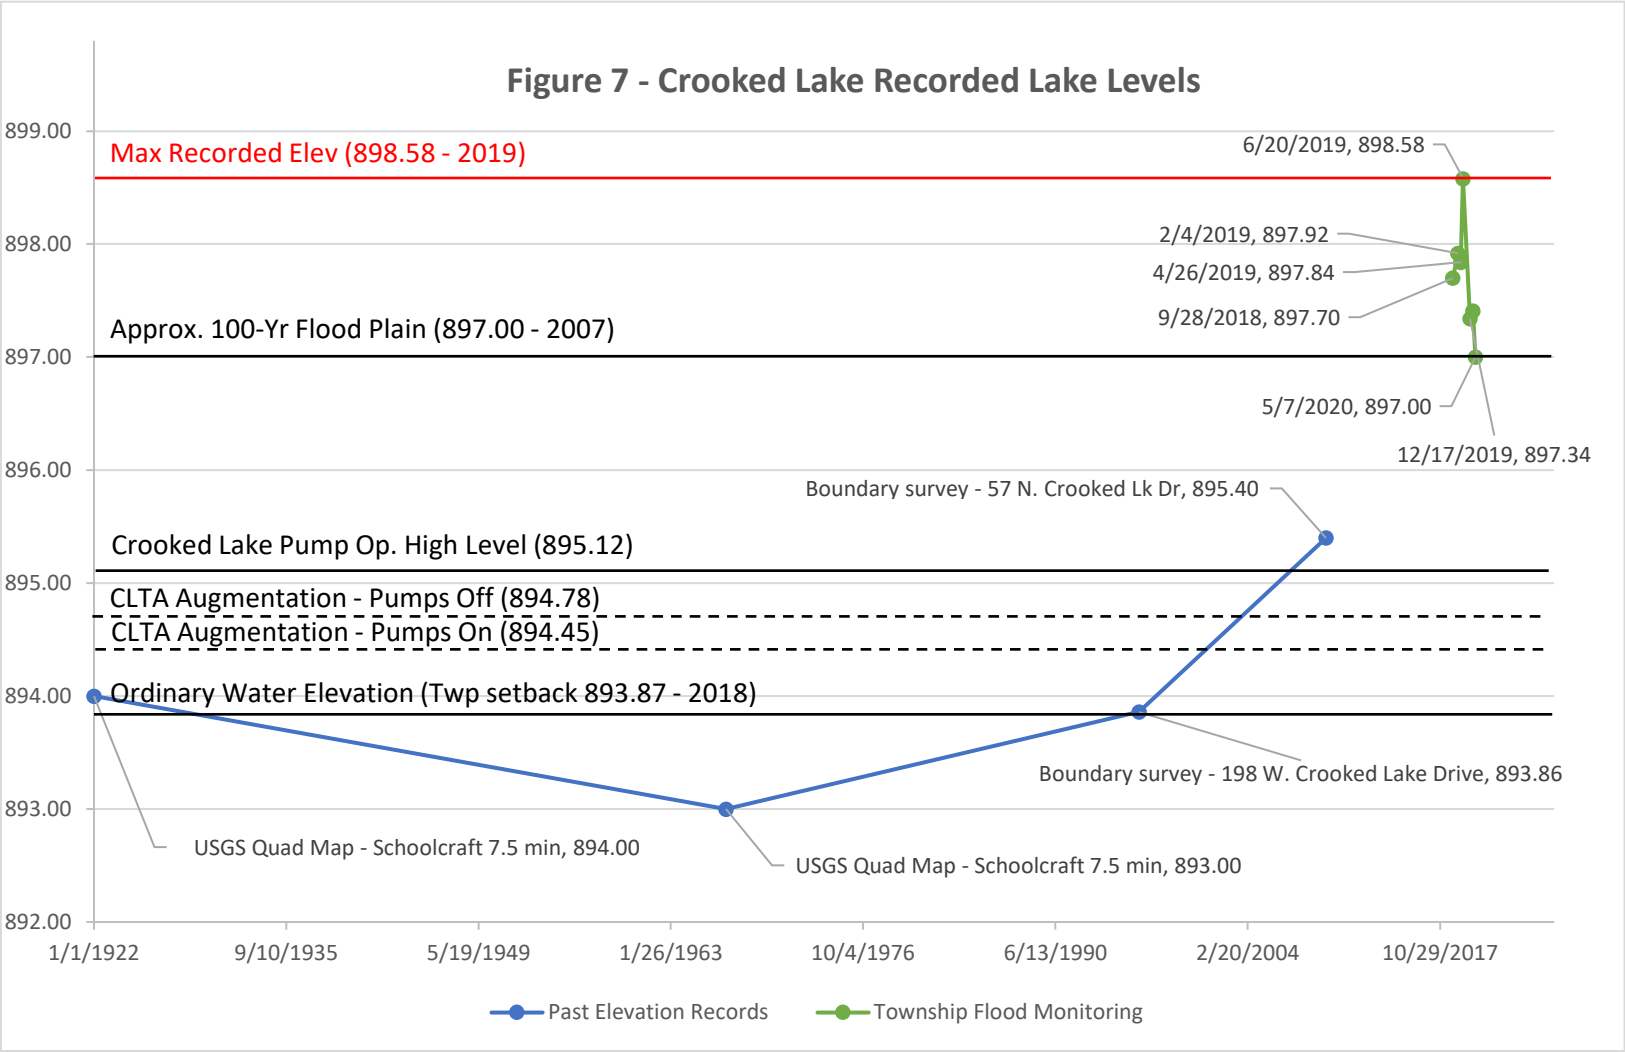 Figure 7 - Crooked Lake Recorded Lake Levels
899.00
6/20/2019, 898.58
Max Recorded Elev (898.58 - 2019)
2/4/2019, 897.92
898.00
4/26/2019, 897.84
9/28/2018, 897.70
Approx. 100-Yr Flood Plain (897.00 - 2007)
897.00
5/7/2020, 897.00
12/17/2019, 897.34
896.00
Boundary survey - 57 N. Crooked Lk Dr, 895.40
Crooked Lake Pump Op. High Level (895.12)
895.00
CLTA Augmentation - Pumps Off (894.78)
CLTA Augmentation - Pumps On (894.45)
894.00
Ordinary Water Elevation (Twp setback 893.87 - 2018)
Boundary survey - 198 W. Crooked Lake Drive, 893.86
893.00
USGS Quad Map - Schoolcraft 7.5 min, 894.00
USGS Quad Map - Schoolcraft 7.5 min, 893.00
892.00
1/1/1922 9/10/1935 5/19/1949 1/26/1963 10/4/1976 6/13/1990 2/20/2004 10/29/2017
Past Elevation Records Township Flood Monitoring